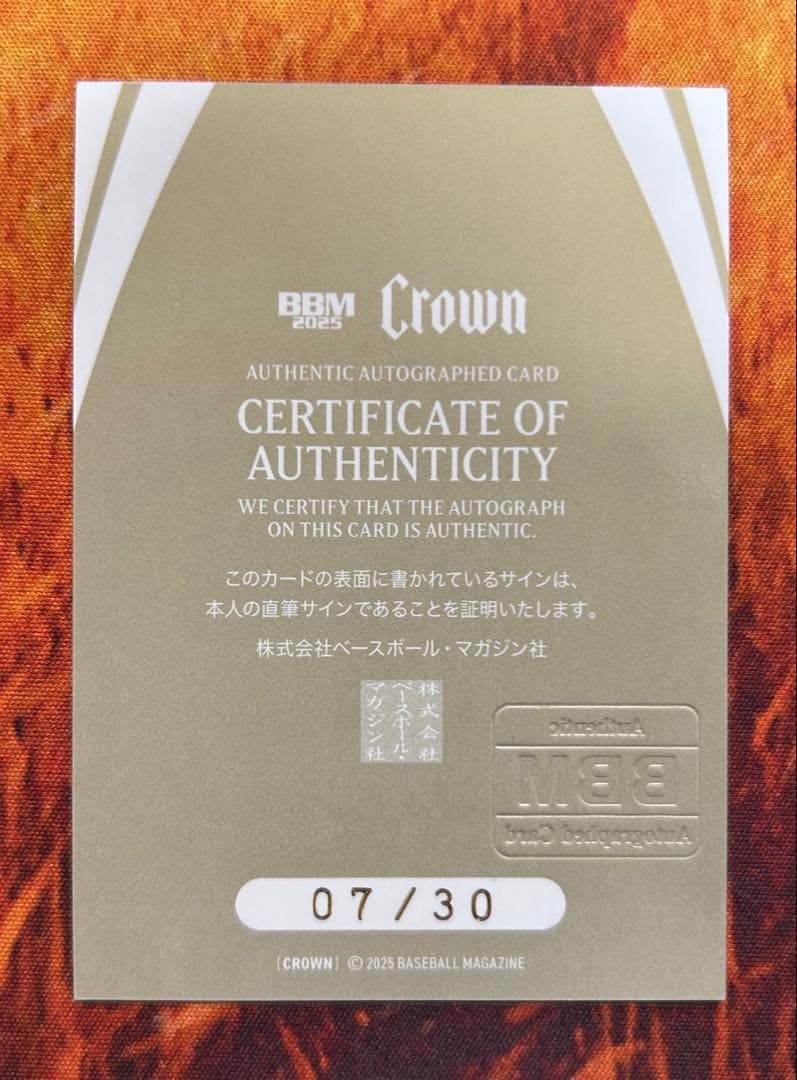 BBM
2025
Crown
AUTHENTIC AUTOGRAPHED CARD
CERTIFICATE OF
AUTHENTICITY
WE CERTIFY THAT THE AUTOGRAPH
ON THIS CARD IS AUTHENTIC.
このカードの表面に書かれているサインは、
本人の直筆サインであることを証明いたします。
株式会社ベースボール・マガジン社
株式会社
ベースボール・
マガジン社
Authentic
BBM
Autographed Card
07/30
[CROWN] © 2025 BASEBALL MAGAZINE